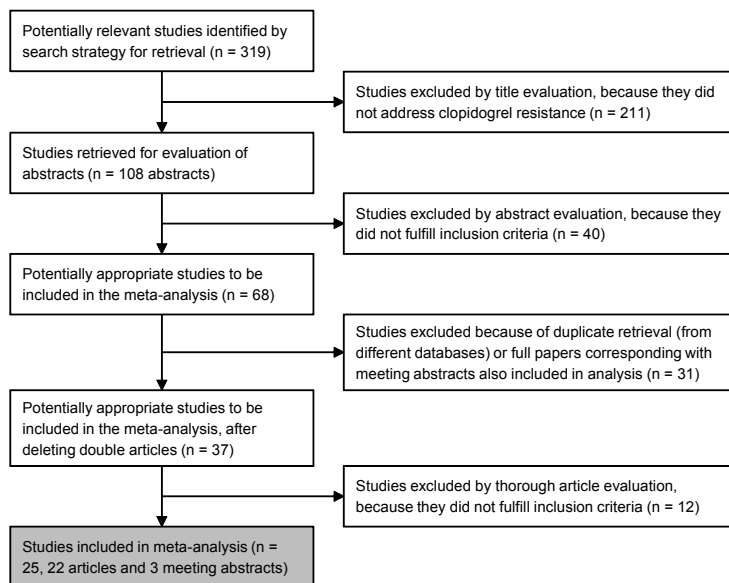 Potentially relevant studies identified by
search strategy for retrieval (n = 319)
Studies excluded by title evaluation, because they did
not address clopidogrel resistance (n = 211)
Studies retrieved for evaluation of
abstracts (n = 108 abstracts)
Studies excluded by abstract evaluation, because they
did not fulfill inclusion criteria (n = 40)
Potentially appropriate studies to be
included in the meta-analysis (n = 68)
Studies excluded because of duplicate retrieval (from
different databases) or full papers corresponding with
meeting abstracts also included in analysis (n = 31)
Potentially appropriate studies to be
included in the meta-analysis, after
deleting double articles (n = 37)
Studies excluded by thorough article evaluation,
because they did not fulfill inclusion criteria (n = 12)
Studies included in meta-analysis (n =
25, 22 articles and 3 meeting abstracts)